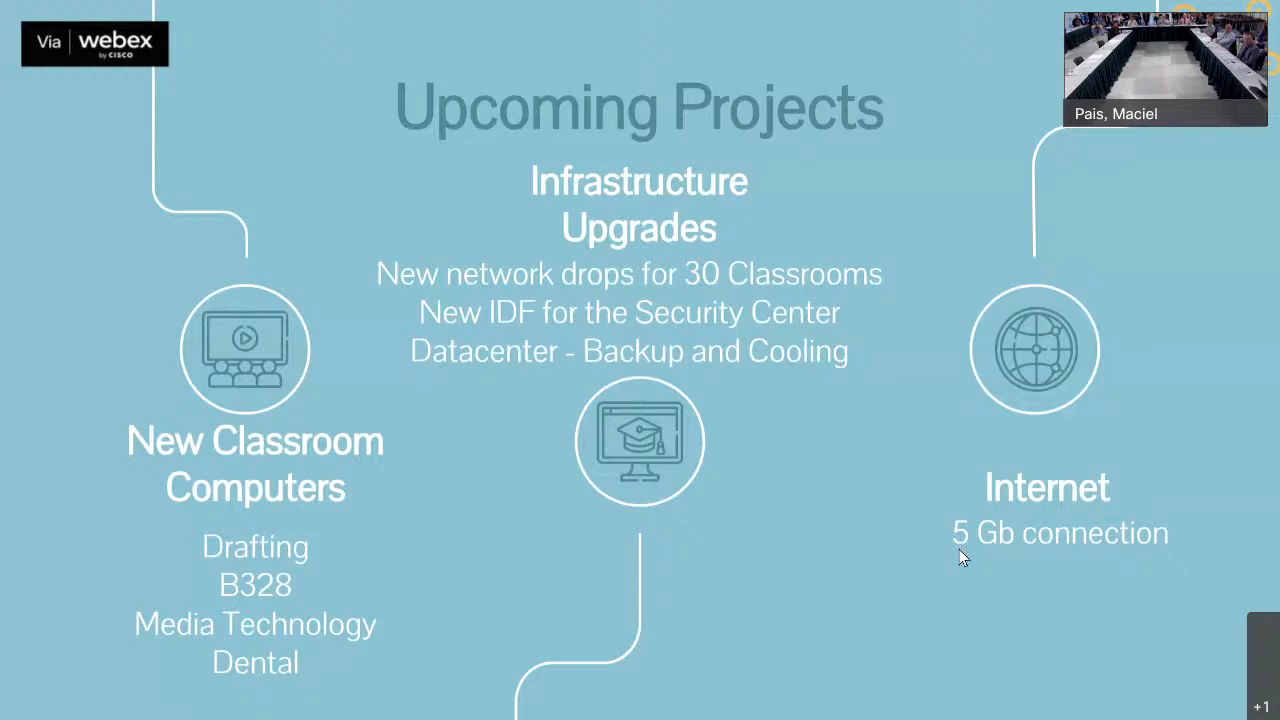 Via | webex
by CISCO
Upcoming Projects
Pais, Maciel
Infrastructure
Upgrades
New network drops for 30 Classrooms
New IDF for the Security Center
Datacenter - Backup and Cooling
New Classroom
Computers
Drafting
B328
Media Technology
Dental
Internet
5 Gb connection
+1